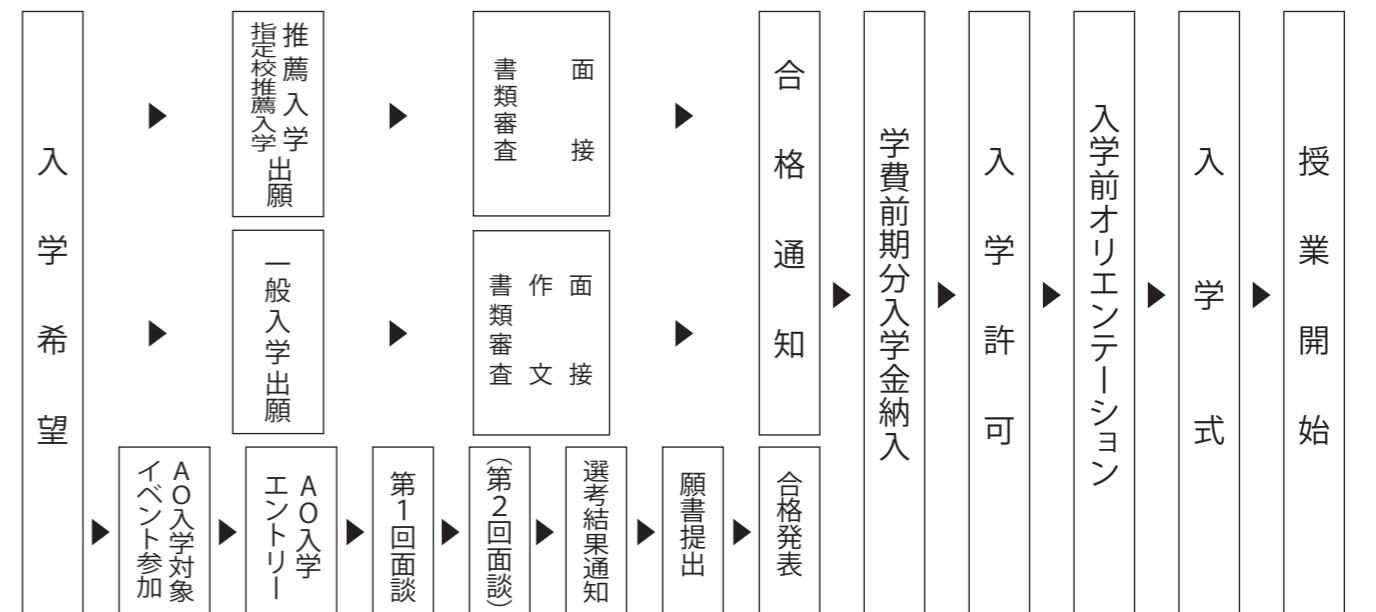 入学希望
推薦入学
指定校推薦入学
出願
面接
書類審査
一般入学出願
面接
作文
書類審査
合格通知
AO入学対象
イベント参加
AO入学
エントリー
第1回面談
（第2回面談）
選考結果通知
願書提出
合格発表
学費前期分入学金納入
入学許可
入学前オリエンテーション
入学式
授業開始